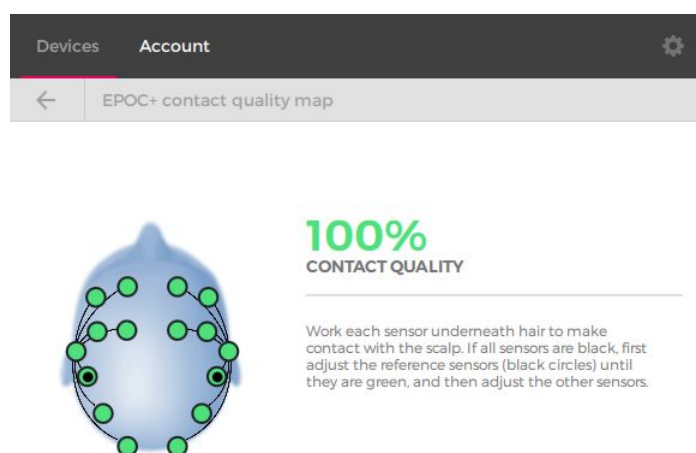 Devices Account
EPOC+ contact quality map
100%
CONTACT QUALITY
Work each sensor underneath hair to make
contact with the scalp. If all sensors are black, first
adjust the reference sensors (black circles) until
they are green, and then adjust the other sensors.